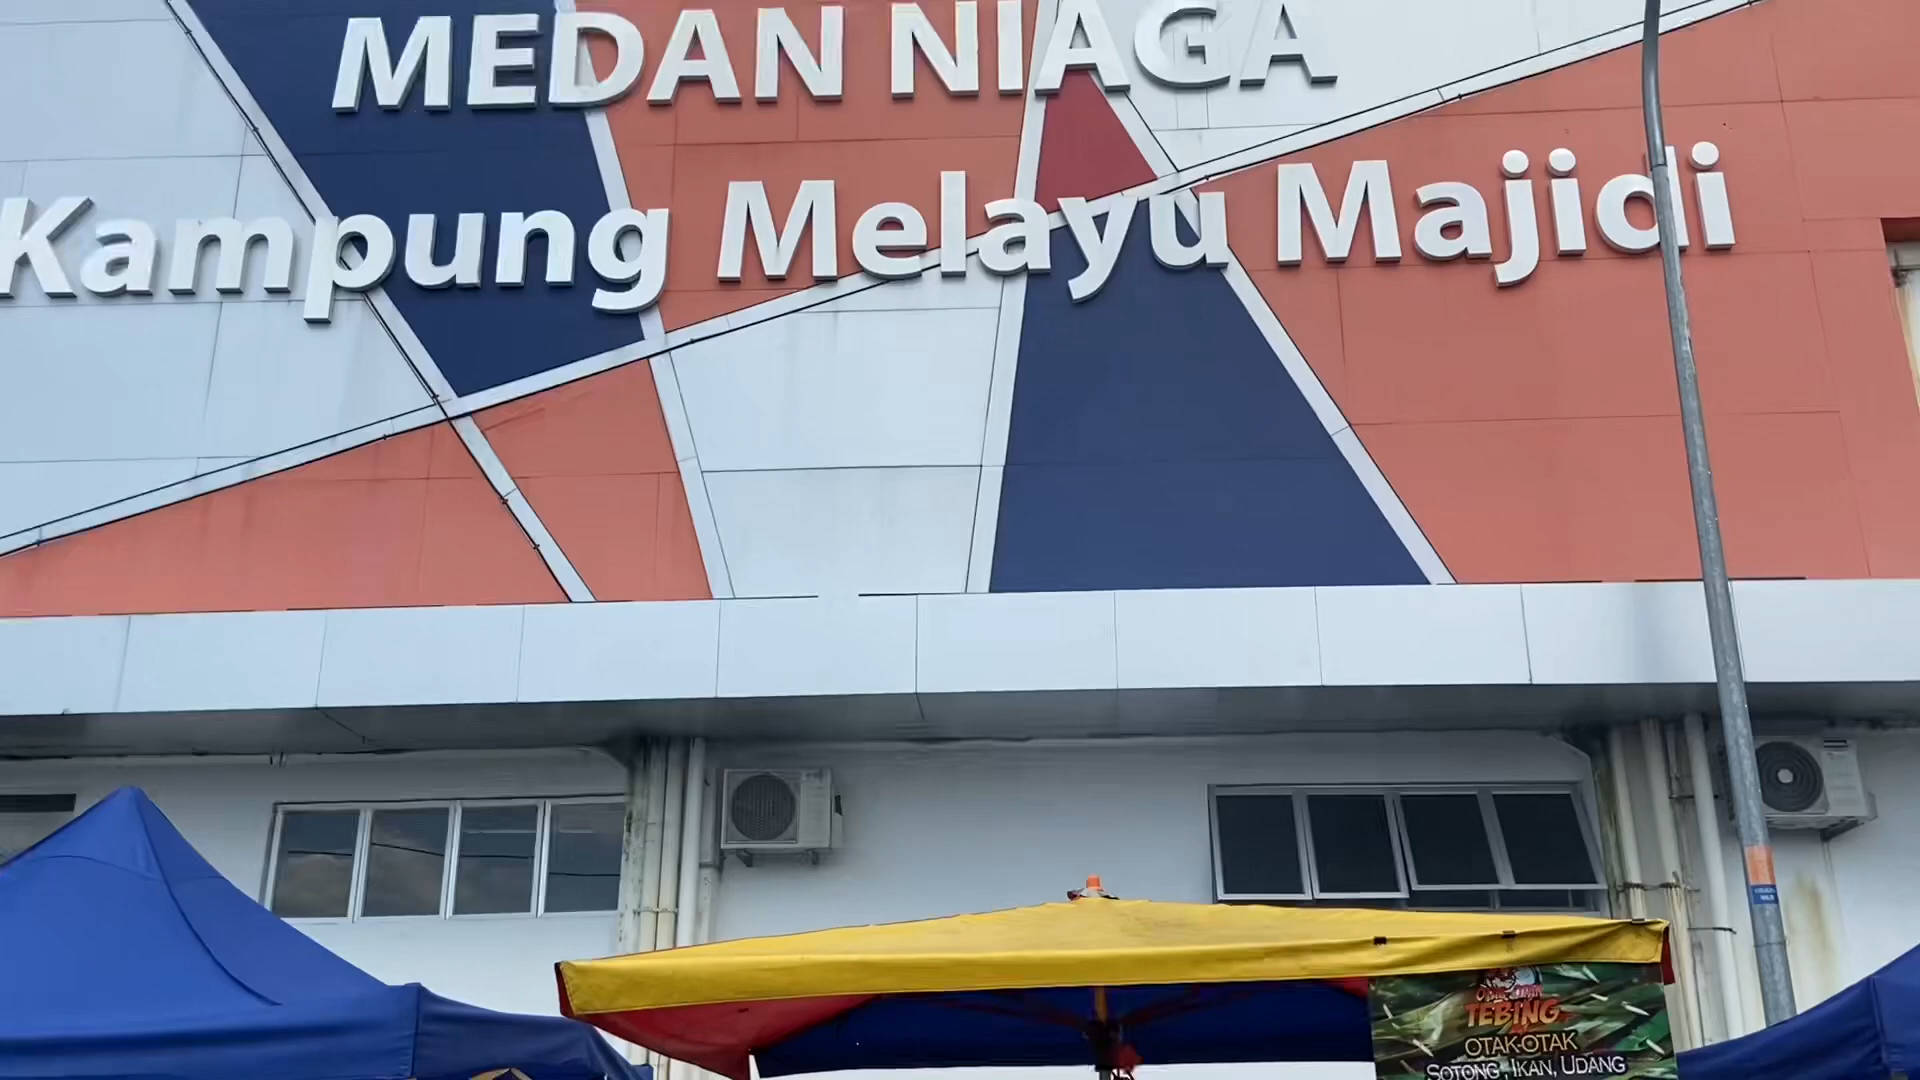 MEDAN NIAGA
Kampung Melayu Majidi
TEBING
OTAK-OTAK
SOTONG, IKAN, UDANG